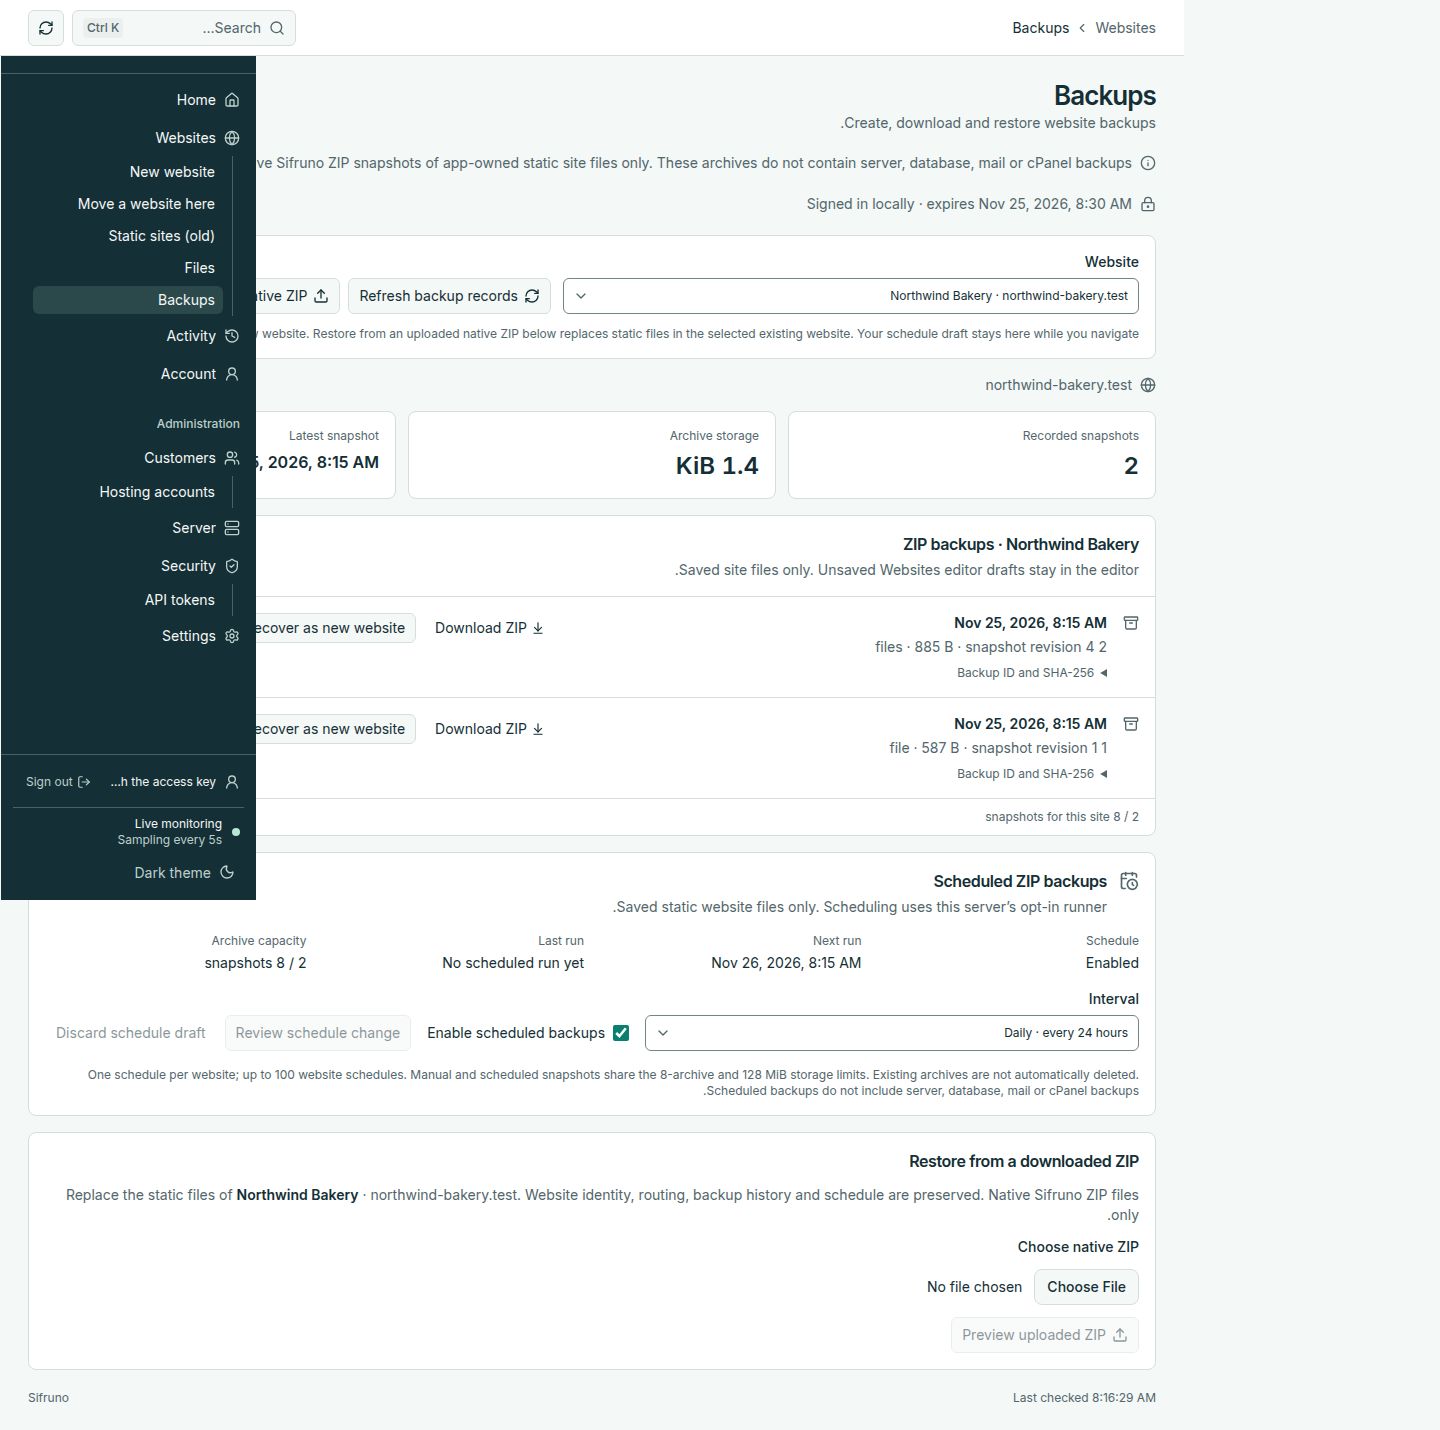 Websites
Backups
Search...
Ctrl K
Home
Websites
New website
Move a website here
Static sites (old)
Files
Backups
Activity
Account
Administration
Customers
Hosting accounts
Server
Security
API tokens
Settings
...h the access key
Sign out
Live monitoring
Sampling every 5s
Dark theme
Backups
Create, download and restore website backups.
Sifruno ZIP snapshots of app-owned static site files only. These archives do not contain server, database, mail or cPanel backups
Signed in locally · expires Nov 25, 2026, 8:30 AM
Website
Northwind Bakery · northwind-bakery.test
Refresh backup records
ZIP
website. Restore from an uploaded native ZIP below replaces static files in the selected existing website. Your schedule draft stays here while you navigate
northwind-bakery.test
Recorded snapshots
2
Archive storage
KiB 1.4
Latest snapshot
, 2026, 8:15 AM
ZIP backups · Northwind Bakery
Saved site files only. Unsaved Websites editor drafts stay in the editor.
Nov 25, 2026, 8:15 AM
files · 885 B · snapshot revision 4 2
Backup ID and SHA-256
Download ZIP
as new website
Nov 25, 2026, 8:15 AM
file · 587 B · snapshot revision 1 1
Backup ID and SHA-256
Download ZIP
as new website
snapshots for this site 8 / 2
Scheduled ZIP backups
Saved static website files only. Scheduling uses this server’s opt-in runner.
Schedule
Enabled
Next run
Nov 26, 2026, 8:15 AM
Last run
No scheduled run yet
Archive capacity
snapshots 8 / 2
Interval
Daily · every 24 hours
Enable scheduled backups
Review schedule change
Discard schedule draft
One schedule per website; up to 100 website schedules. Manual and scheduled snapshots share the 8-archive and 128 MiB storage limits. Existing archives are not automatically deleted.
Scheduled backups do not include server, database, mail or cPanel backups.
Restore from a downloaded ZIP
Replace the static files of Northwind Bakery · northwind-bakery.test. Website identity, routing, backup history and schedule are preserved. Native Sifruno ZIP files
only.
Choose native ZIP
Choose File
No file chosen
Preview uploaded ZIP
Last checked 8:16:29 AM
Sifruno